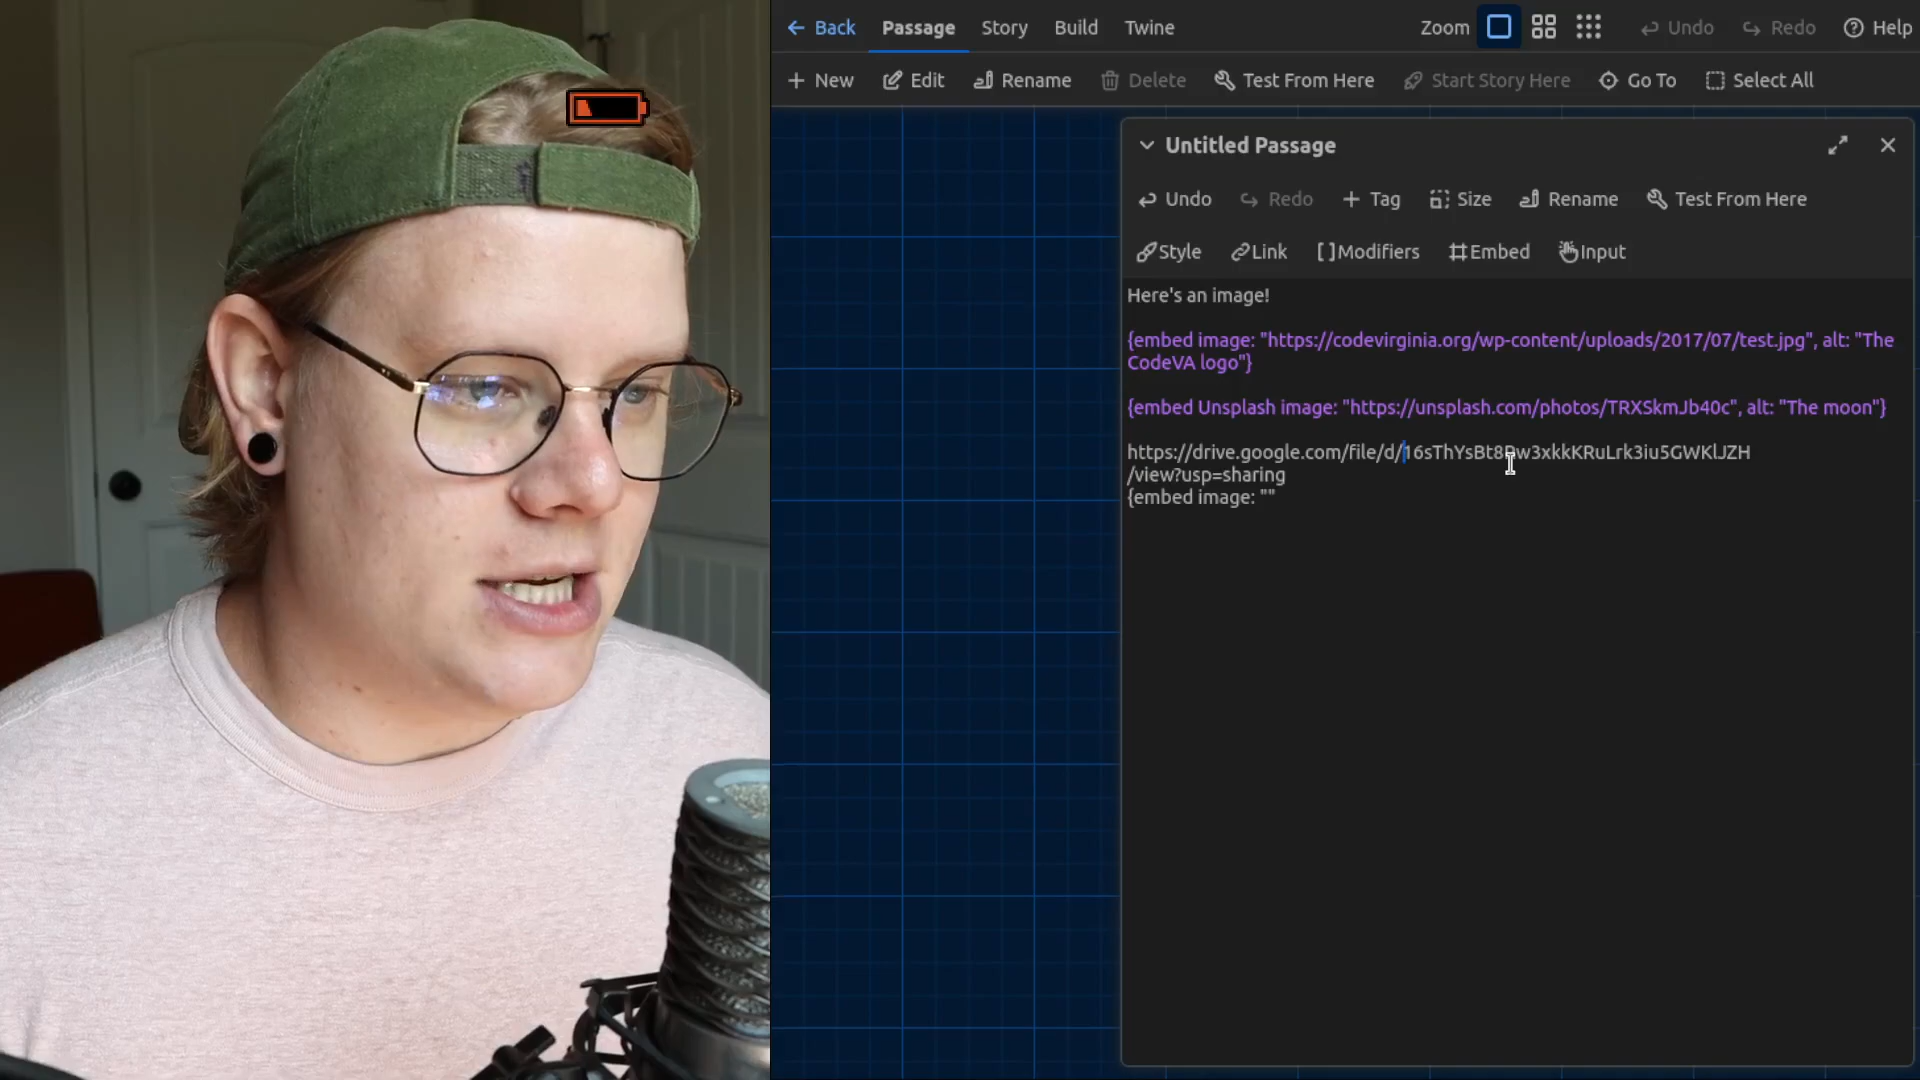 Back Passage Story Build Twine Zoom Undo Redo Help
New Edit Rename Delete Test From Here Start Story Here Go To Select All
Untitled Passage
Undo Redo Tag Size Rename Test From Here
Style Link []Modifiers Embed Input
Here's an image!
{embed image: "https://codevirginia.org/wp-content/uploads/2017/07/test.jpg", alt: "The
CodeVA logo"}
{embed Unsplash image: "https://unsplash.com/photos/TRXSkmJb40c", alt: "The moon"}
https://drive.google.com/file/d/
/view?usp=sharing
{embed image: ""